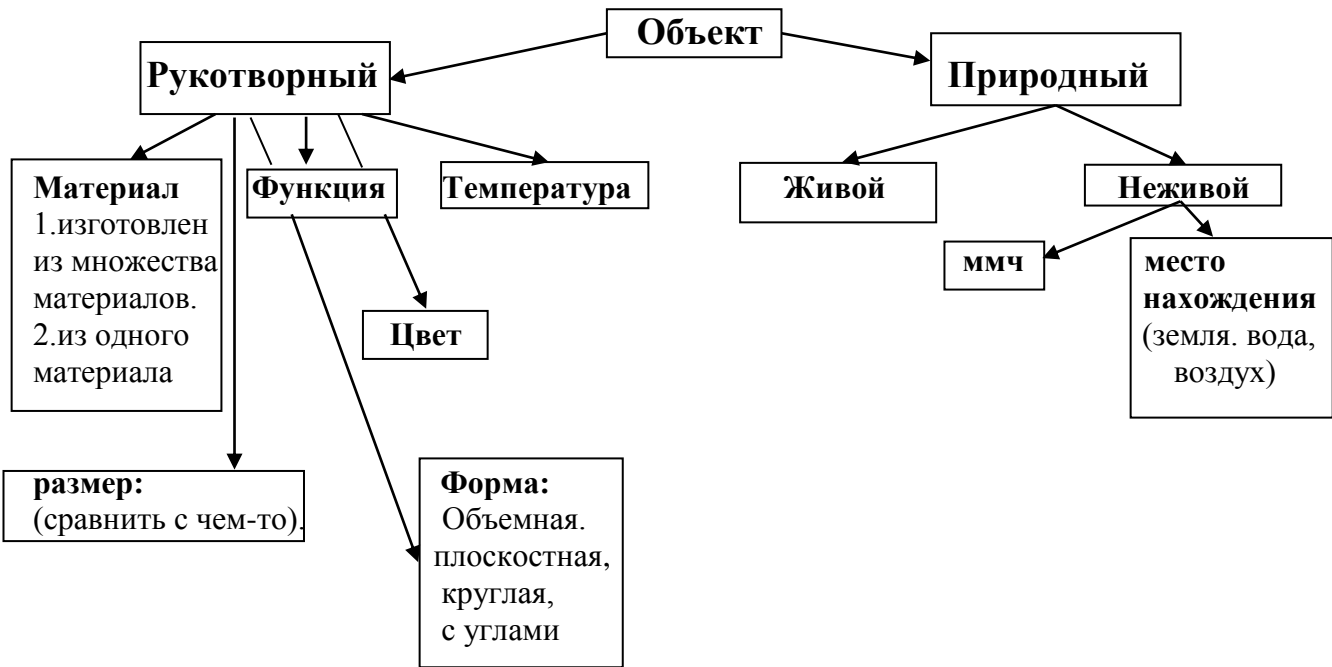 Объект
Рукотворный
Природный
Материал
1.изготовлен
из множества
материалов.
2.из одного
материала
Функция
Температура
Живой
Неживой
ммч
место
нахождения
(земля. вода,
воздух)
Цвет
размер:
(сравнить с чем-то).
Форма:
Объемная.
плоскостная,
круглая,
с углами